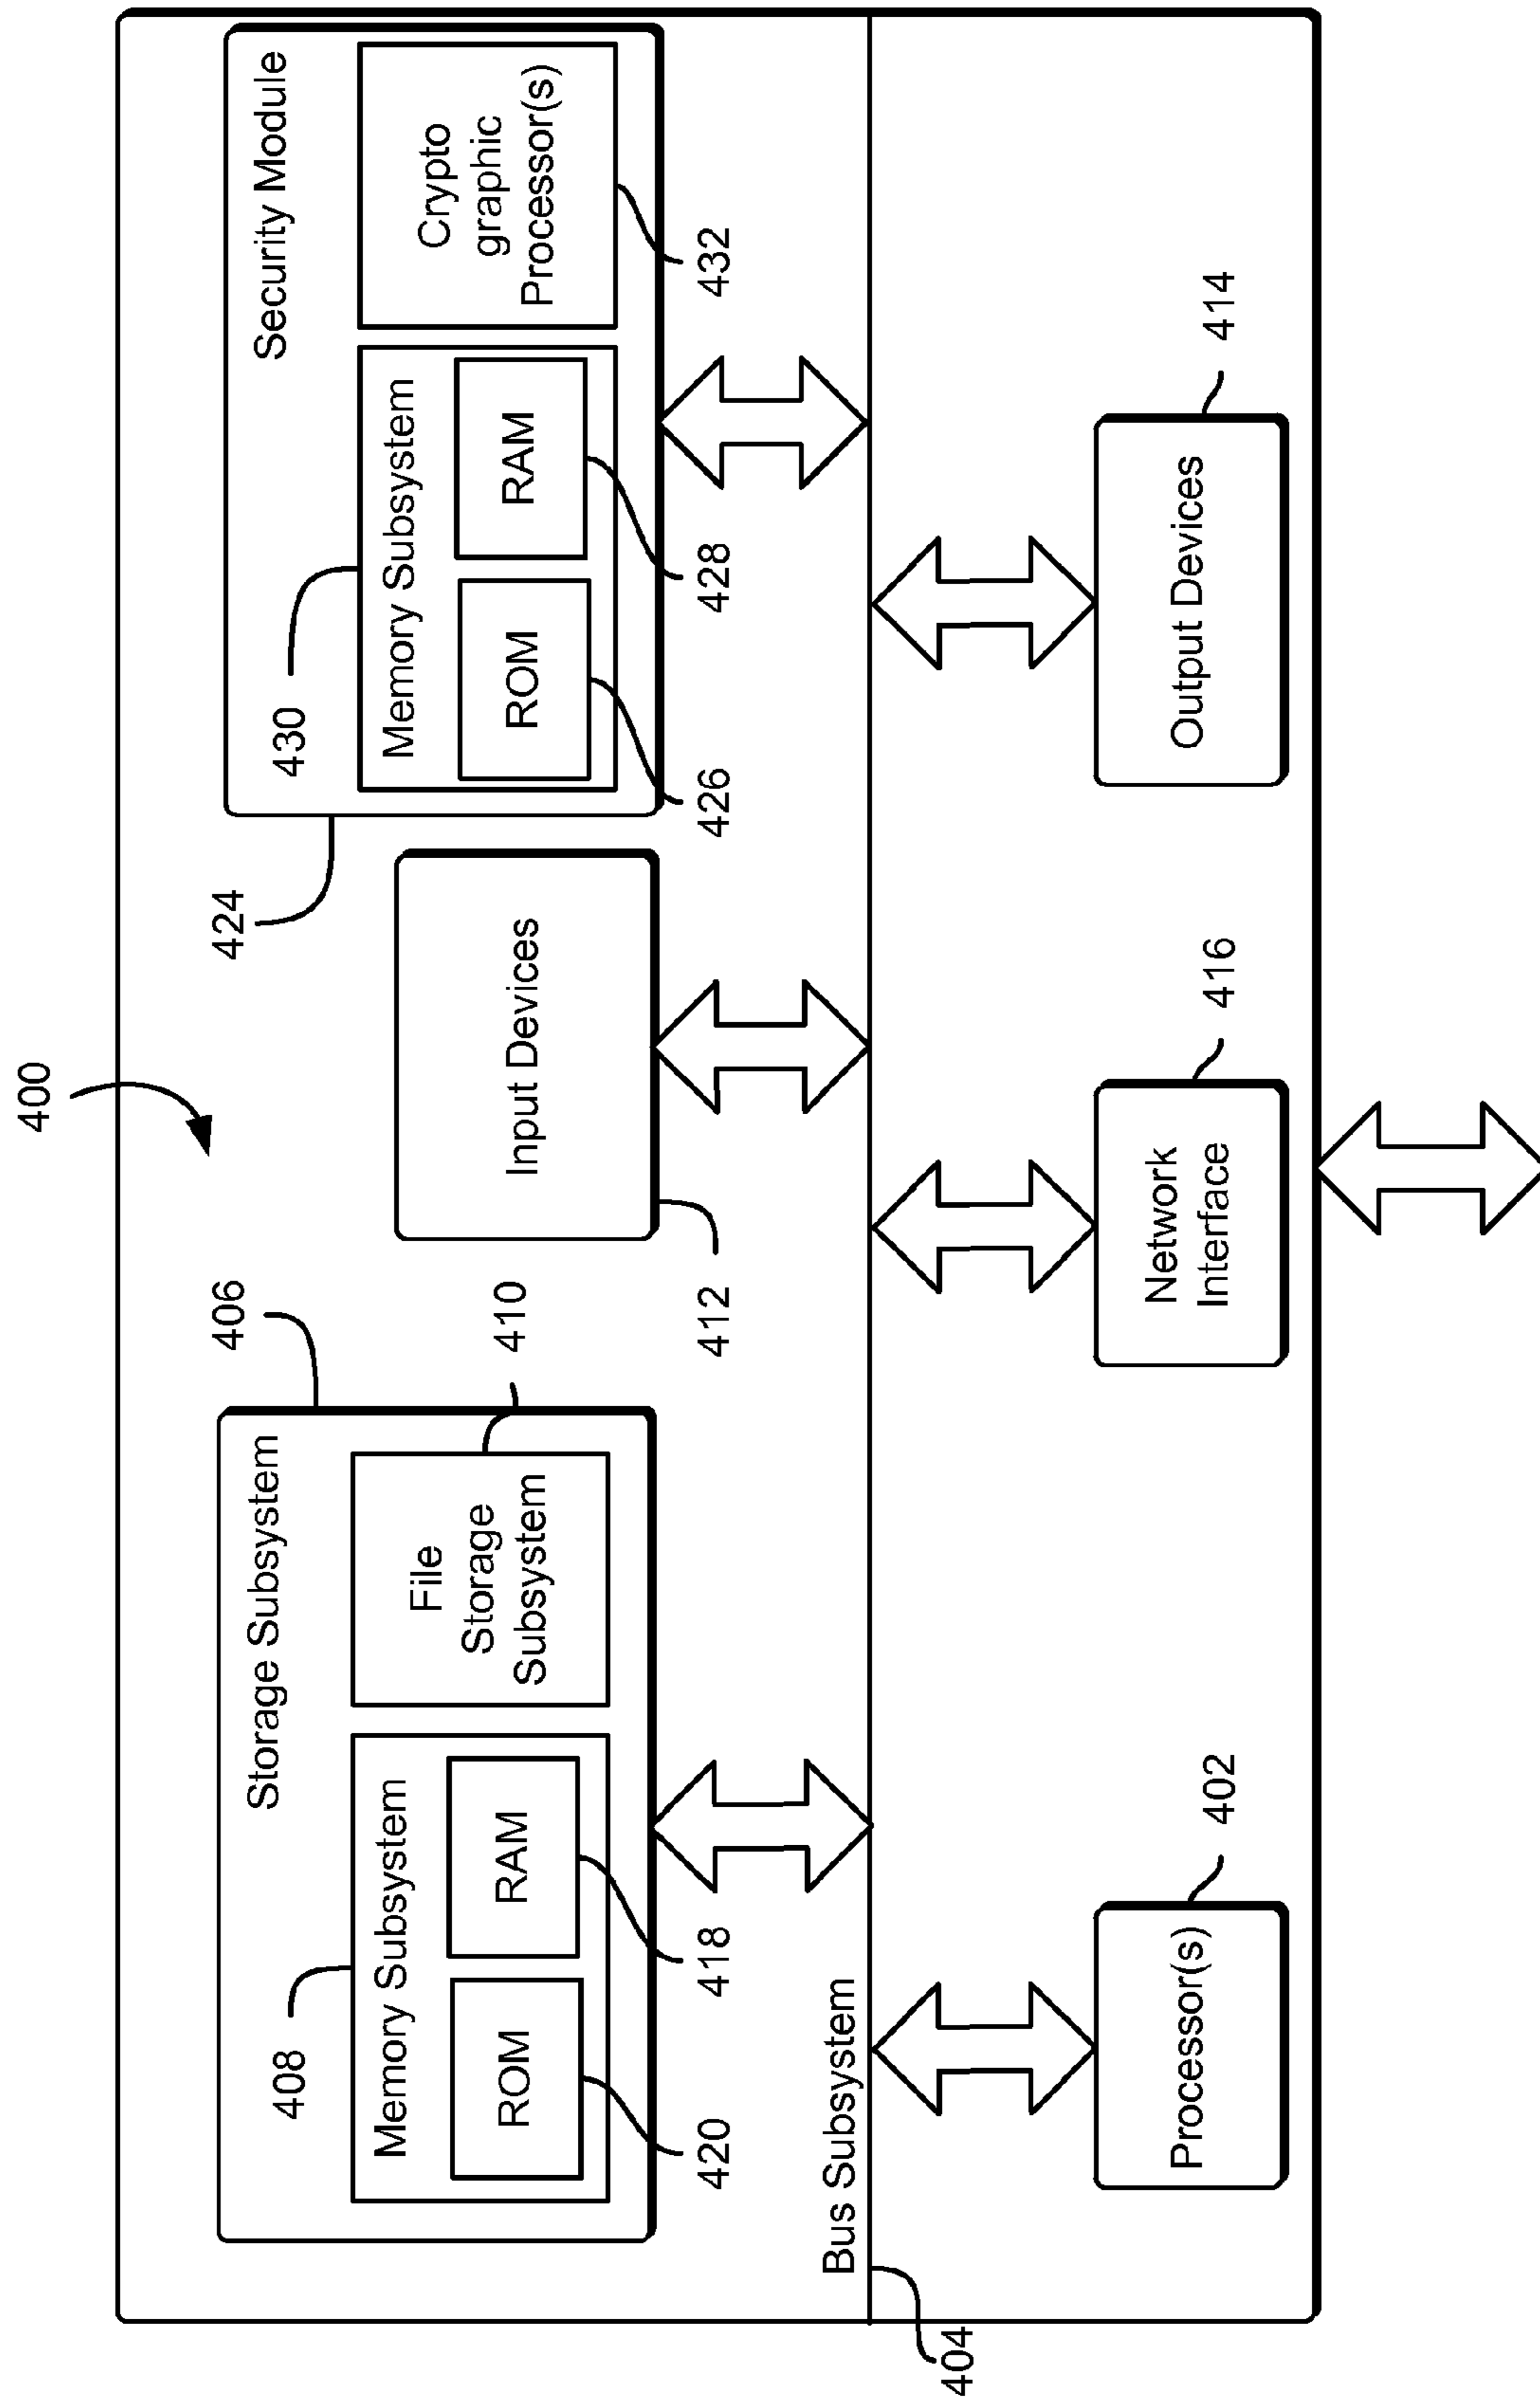 400
406
Storage Subsystem
408
Memory Subsystem
ROM
RAM
420
418
File
Storage
Subsystem
410
Input Devices
412
424
Security Module
430
Memory Subsystem
ROM
RAM
426
428
Crypto
graphic
Processor(s)
432
Bus Subsystem
404
Processor(s)
402
Network
Interface
416
Output Devices
414